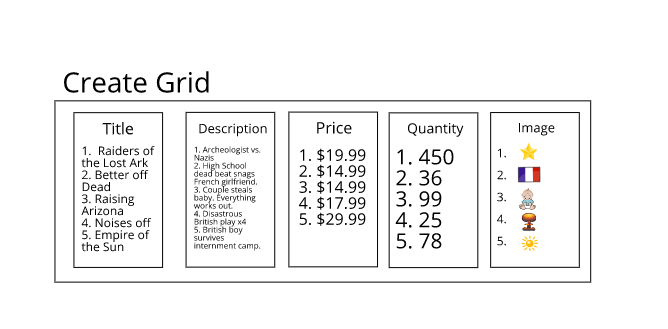 Create Grid
Title
1. Raiders of
the Lost Ark
2. Better off
Dead
3. Raising
Arizona
4. Noises off
5. Empire of
the Sun
Description
1. Archeologist vs.
Nazis
2. High School
dead beat snags
French girlfriend.
3. Couple steals
baby. Everything
works out.
4. Disastrous
British play x4
5. British boy
survives
internment camp.
Price
1. $19.99
2. $14.99
3. $14.99
4. $17.99
5. $29.99
Quantity
1. 450
2. 36
3. 99
4. 25
5. 78
Image
1.
2.
3.
4.
5.